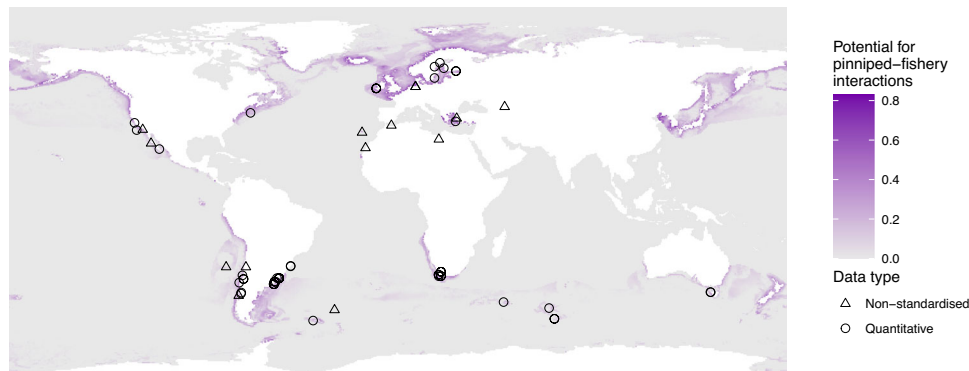 Potential for
pinniped−fishery
interactions
0.8
0.6
0.4
0.2
0.0
Data type
Non−standardised
Quantitative